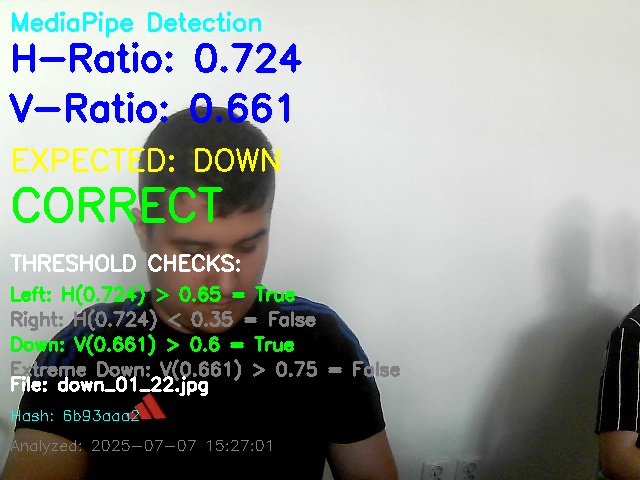 MediaPipe Detection
H-Ratio: 0.724
V-Ratio: 0.661
EXPECTED: DOWN
CORRECT
THRESHOLD CHECKS:
Left: H(0.724) > 0.65 = True
Right: H(0.724) < 0.35 = False
Down: V(0.661) > 0.6 = True
Extreme Down: V(0.661) > 0.75 = False
File: down_01_22.jpg
Hash: 6b93aaa2
Analyzed: 2025-07-07 15:27:01